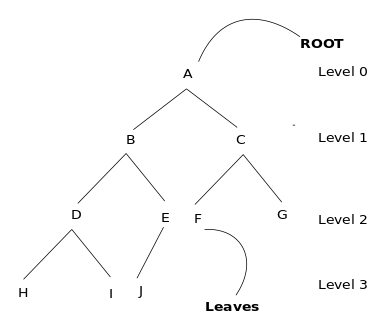 ROOT
A Level 0
B C Level 1
D E F G Level 2
H I J Level 3
Leaves